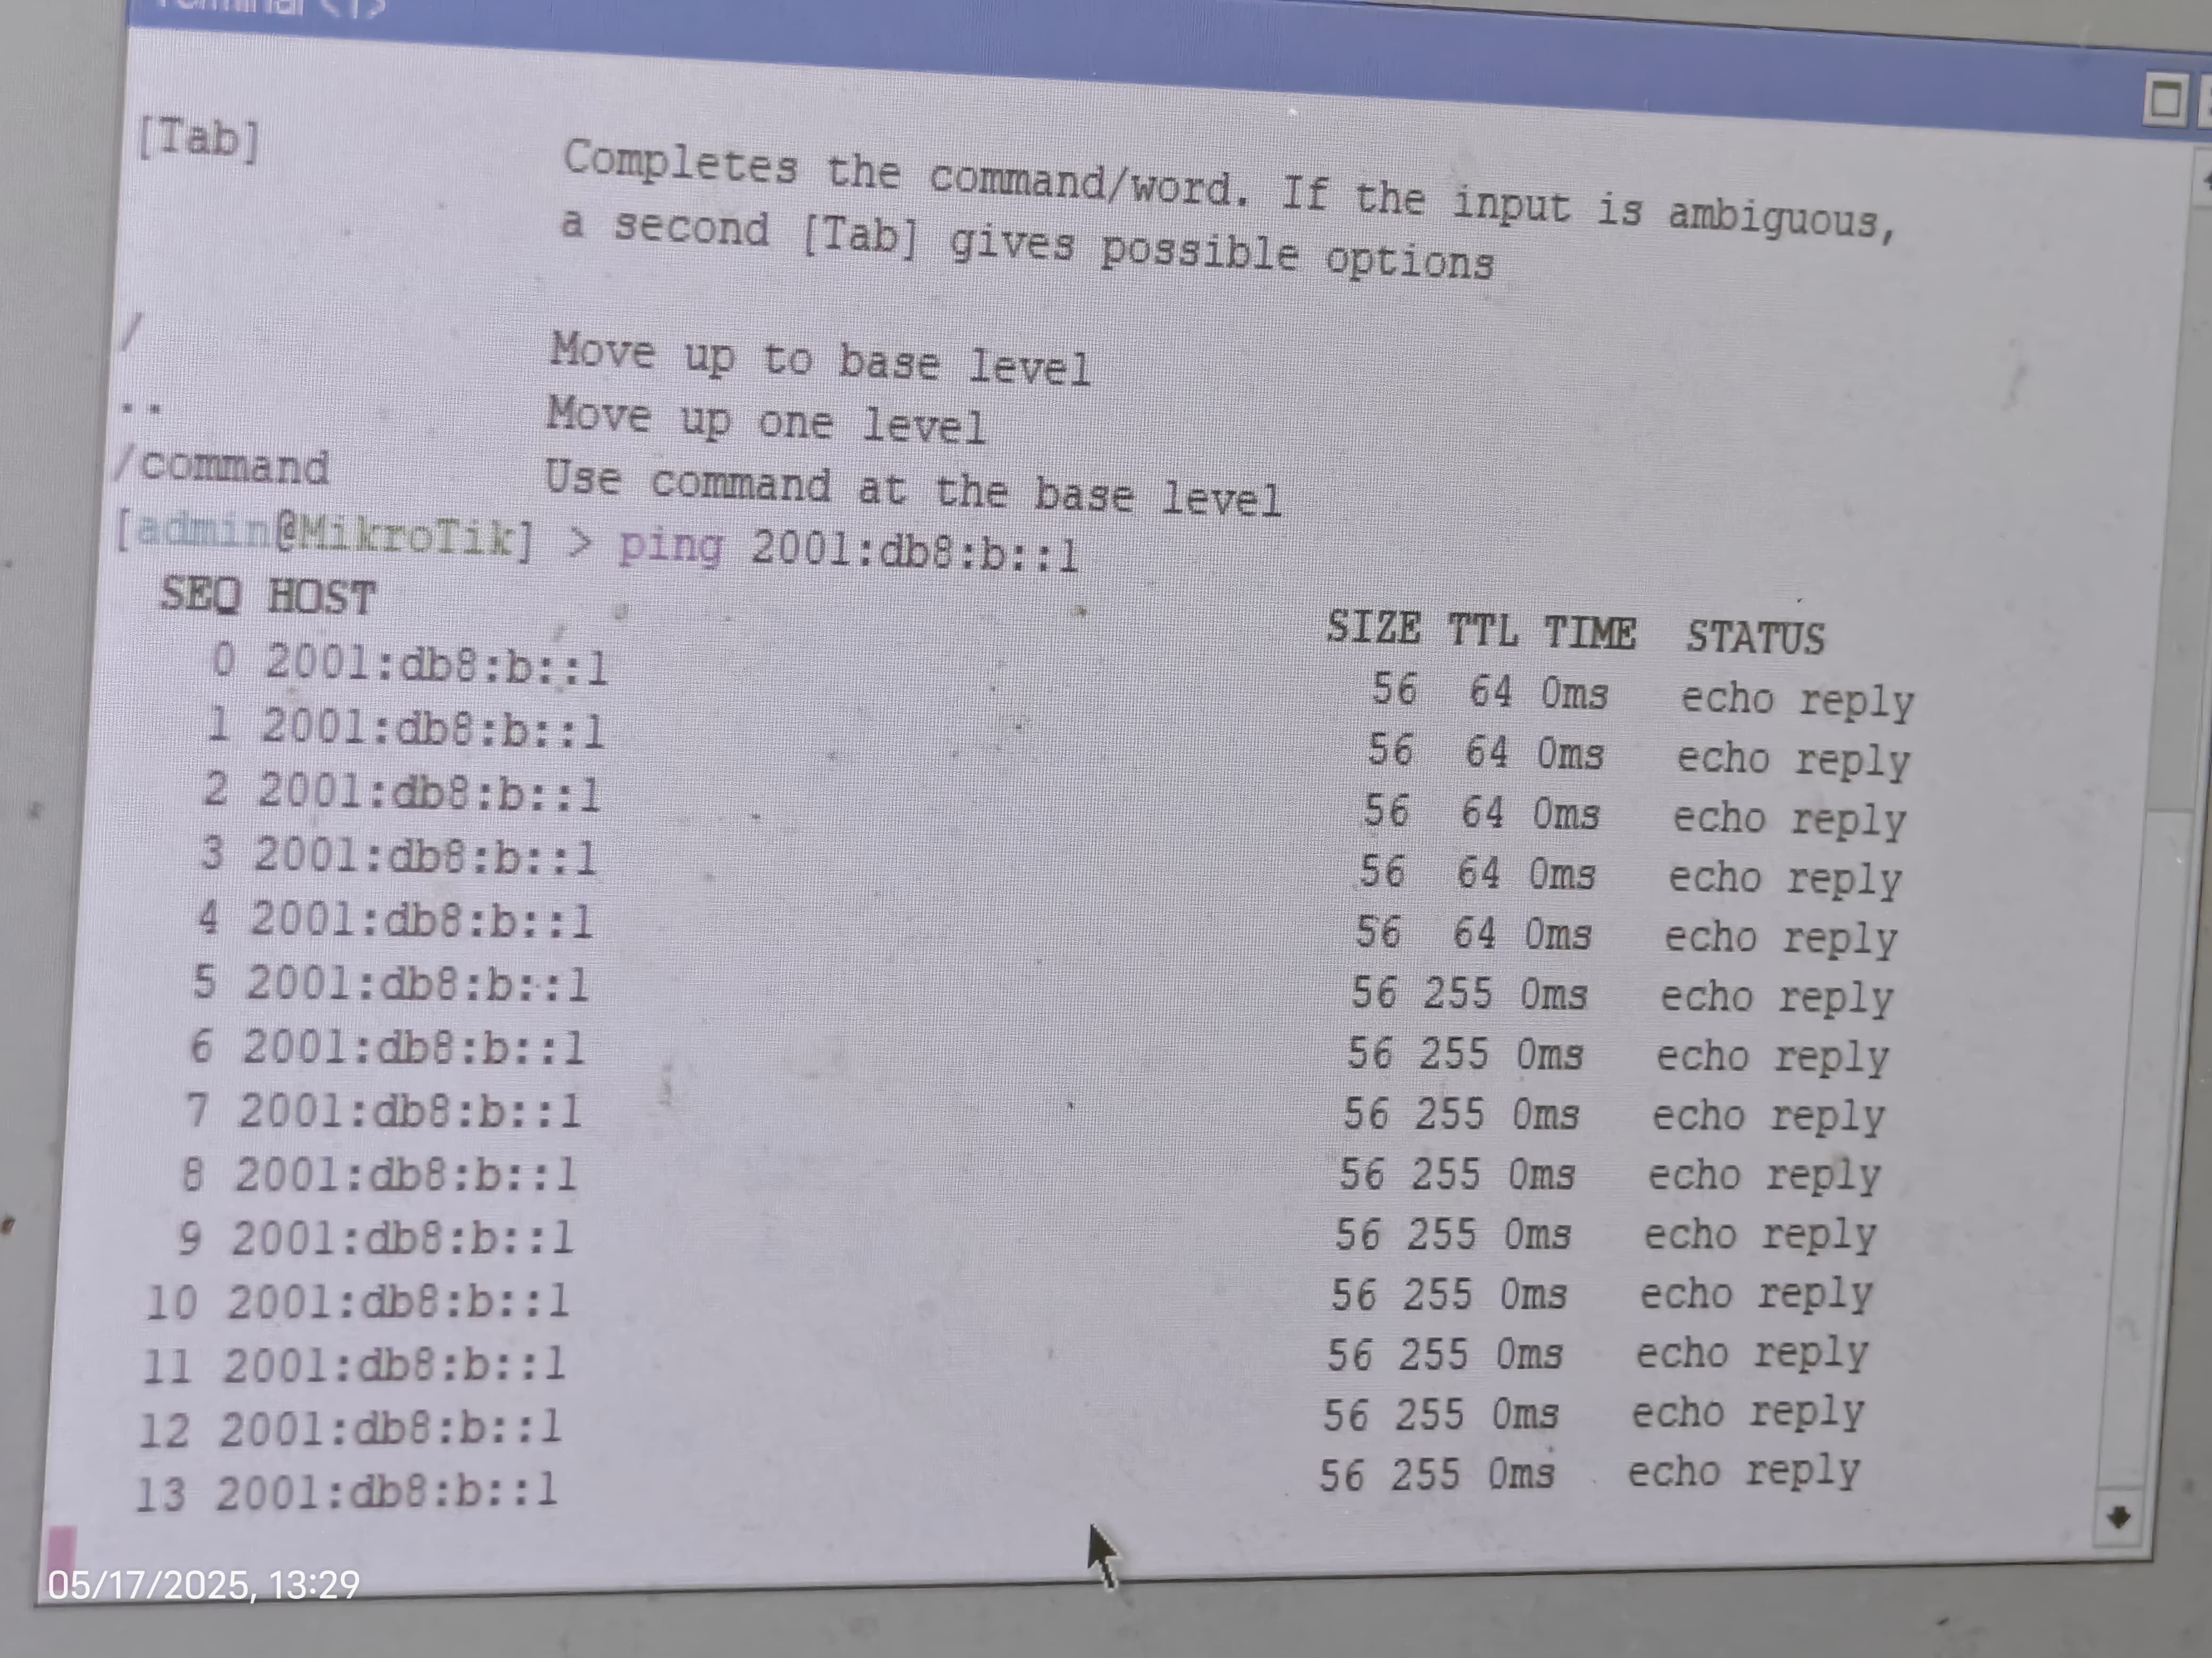 Terminal <1>
[Tab] Completes the command/word. If the input is ambiguous,
a second [Tab] gives possible options
/ Move up to base level
.. Move up one level
/command Use command at the base level
[admin@MikroTik] > ping 2001:db8:b::1
SEQ HOST SIZE TTL TIME STATUS
0 2001:db8:b::1 56 64 0ms echo reply
1 2001:db8:b::1 56 64 0ms echo reply
2 2001:db8:b::1 56 64 0ms echo reply
3 2001:db8:b::1 56 64 0ms echo reply
4 2001:db8:b::1 56 64 0ms echo reply
5 2001:db8:b::1 56 255 0ms echo reply
6 2001:db8:b::1 56 255 0ms echo reply
7 2001:db8:b::1 56 255 0ms echo reply
8 2001:db8:b::1 56 255 0ms echo reply
9 2001:db8:b::1 56 255 0ms echo reply
10 2001:db8:b::1 56 255 0ms echo reply
11 2001:db8:b::1 56 255 0ms echo reply
12 2001:db8:b::1 56 255 0ms echo reply
13 2001:db8:b::1 56 255 0ms echo reply
05/17/2025, 13:29